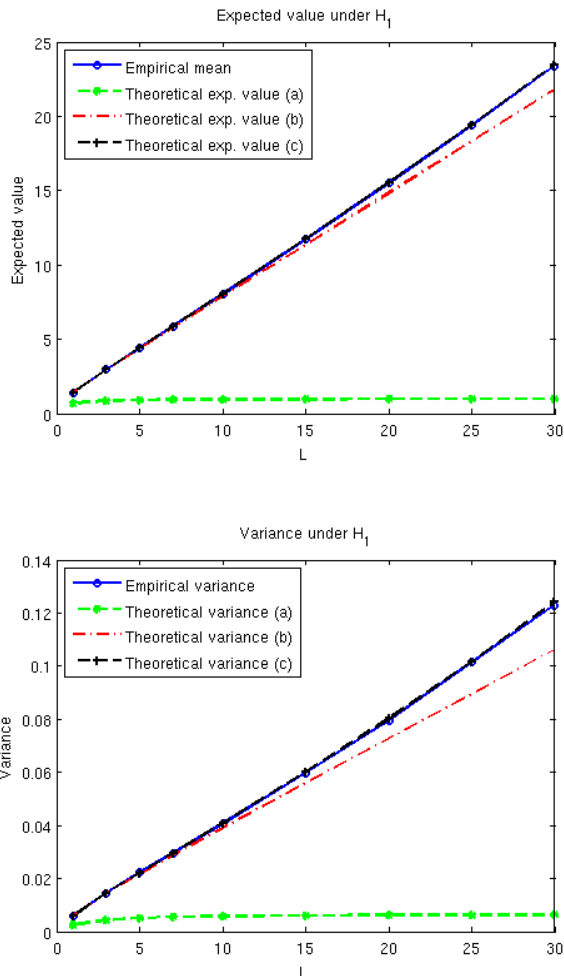 Expected value under H1
25
20
15
10
5
0
Expected value
Empirical mean
Theoretical exp. value (a)
Theoretical exp. value (b)
Theoretical exp. value (c)
0 5 10 15 20 25 30
L
Variance under H1
0.14
0.12
0.1
0.08
0.06
0.04
0.02
0
Variance
Empirical variance
Theoretical variance (a)
Theoretical variance (b)
Theoretical variance (c)
0 5 10 15 20 25 30